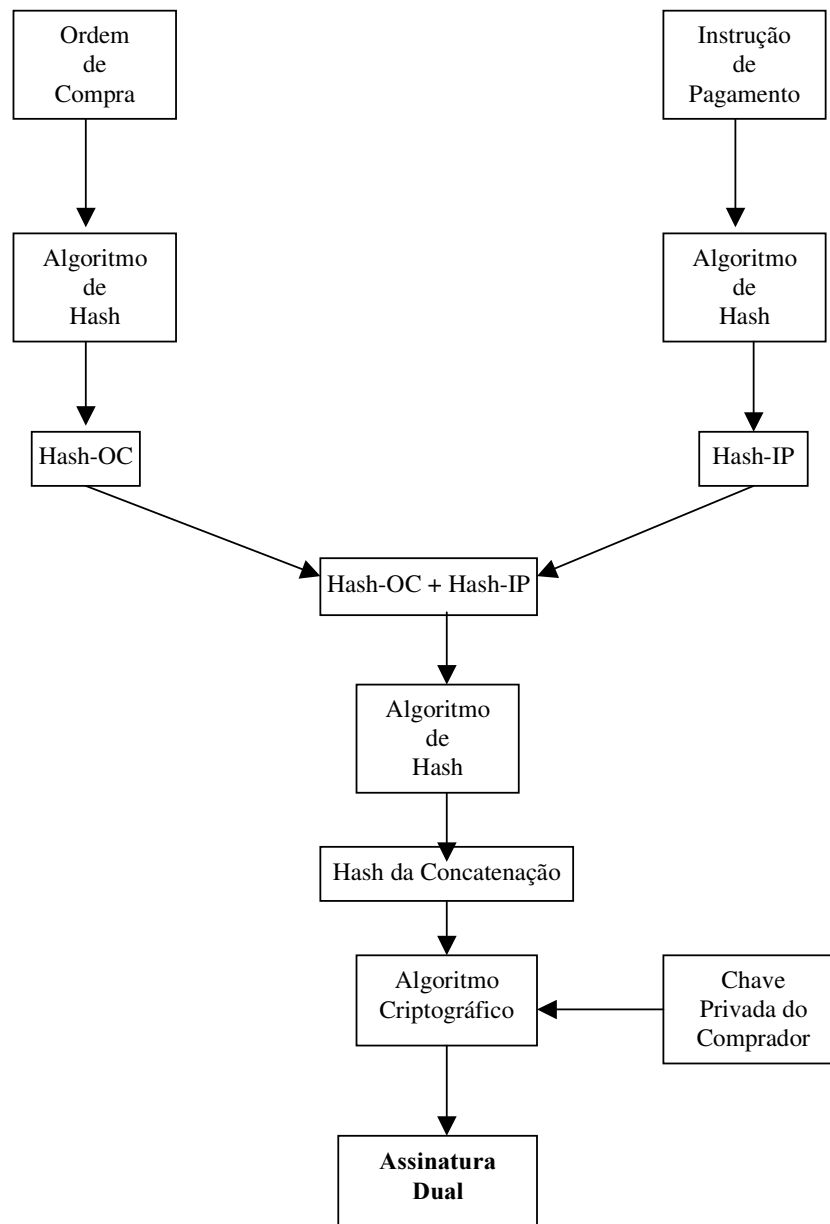 Ordem
de
Compra
Instrução
de
Pagamento
Algoritmo
de
Hash
Algoritmo
de
Hash
Hash-OC
Hash-IP
Hash-OC + Hash-IP
Algoritmo
de
Hash
Hash da Concatenação
Algoritmo
Criptográfico
Chave
Privada do
Comprador
Assinatura
Dual